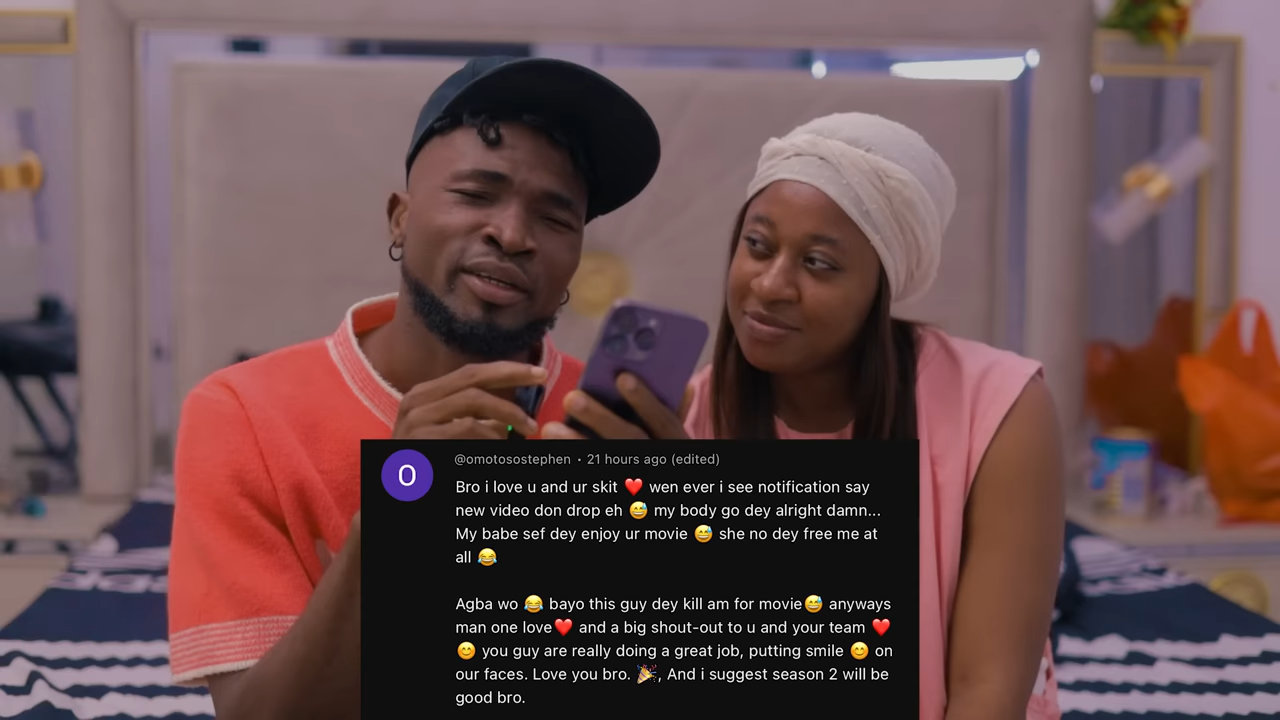 @omotosostephen • 21 hours ago (edited)
Bro i love u and ur skit ❤️ wen ever i see notification say
new video don drop eh 😅 my body go dey alright damn...
My babe sef dey enjoy ur movie 😅 she no dey free me at
all 😂
Agba wo 😂 bayo this guy dey kill am for movie😅 anyways
man one love❤️ and a big shout-out to u and your team ❤️
😊 you guy are really doing a great job, putting smile 😊 on
our faces. Love you bro. 🎉, And i suggest season 2 will be
good bro.